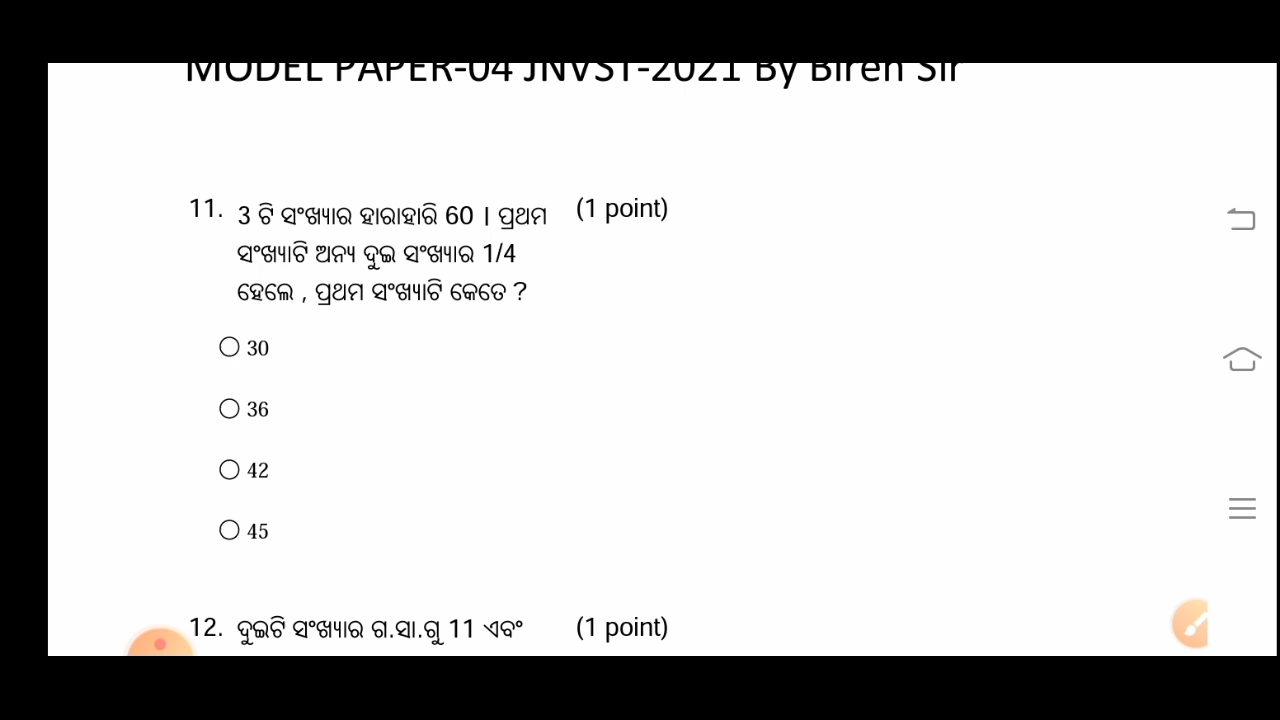 MODEL PAPER-04 JNVST-2021 By Biren Sir
11. 3 ଟି ସଂଖ୍ୟାର ହାରାହାରି 60 । ପ୍ରଥମ (1 point)
ସଂଖ୍ୟାଟି ଅନ୍ୟ ଦୁଇ ସଂଖ୍ୟାର 1/4
ହେଲେ , ପ୍ରଥମ ସଂଖ୍ୟାଟି କେତେ ?
30
36
42
45
12. ଦୁଇଟି ସଂଖ୍ୟାର ଗ.ସା.ଗୁ 11 ଏବଂ (1 point)